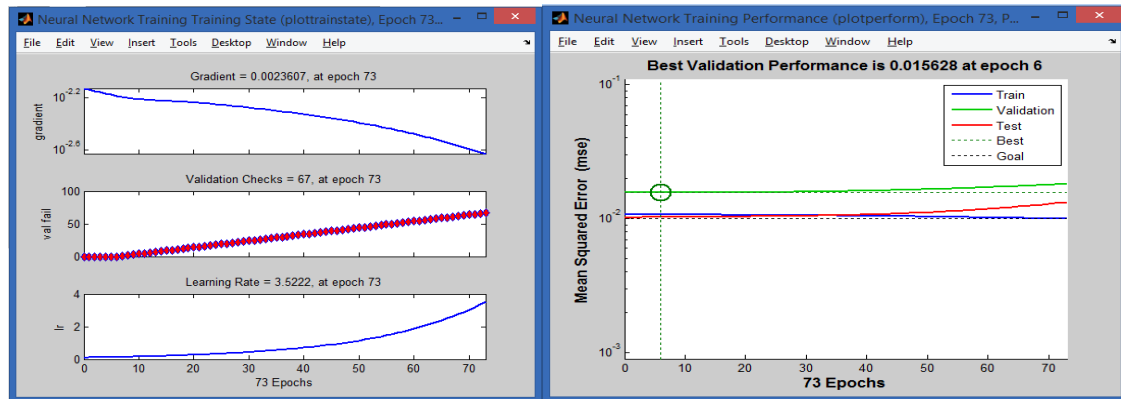 Neural Network Training Training State (plottrainstate), Epoch 73...
File Edit View Insert Tools Desktop Window Help
Gradient = 0.0023607, at epoch 73
10^-2.2
10^-2.6
gradient
Validation Checks = 67, at epoch 73
100
50
0
val fail
Learning Rate = 3.5222, at epoch 73
4
2
0
lr
0 10 20 30 40 50 60 70
73 Epochs
Neural Network Training Performance (plotperform), Epoch 73, P...
File Edit View Insert Tools Desktop Window Help
Best Validation Performance is 0.015628 at epoch 6
10^-1
10^-2
10^-3
Mean Squared Error (mse)
Train
Validation
Test
Best
Goal
0 10 20 30 40 50 60 70
73 Epochs